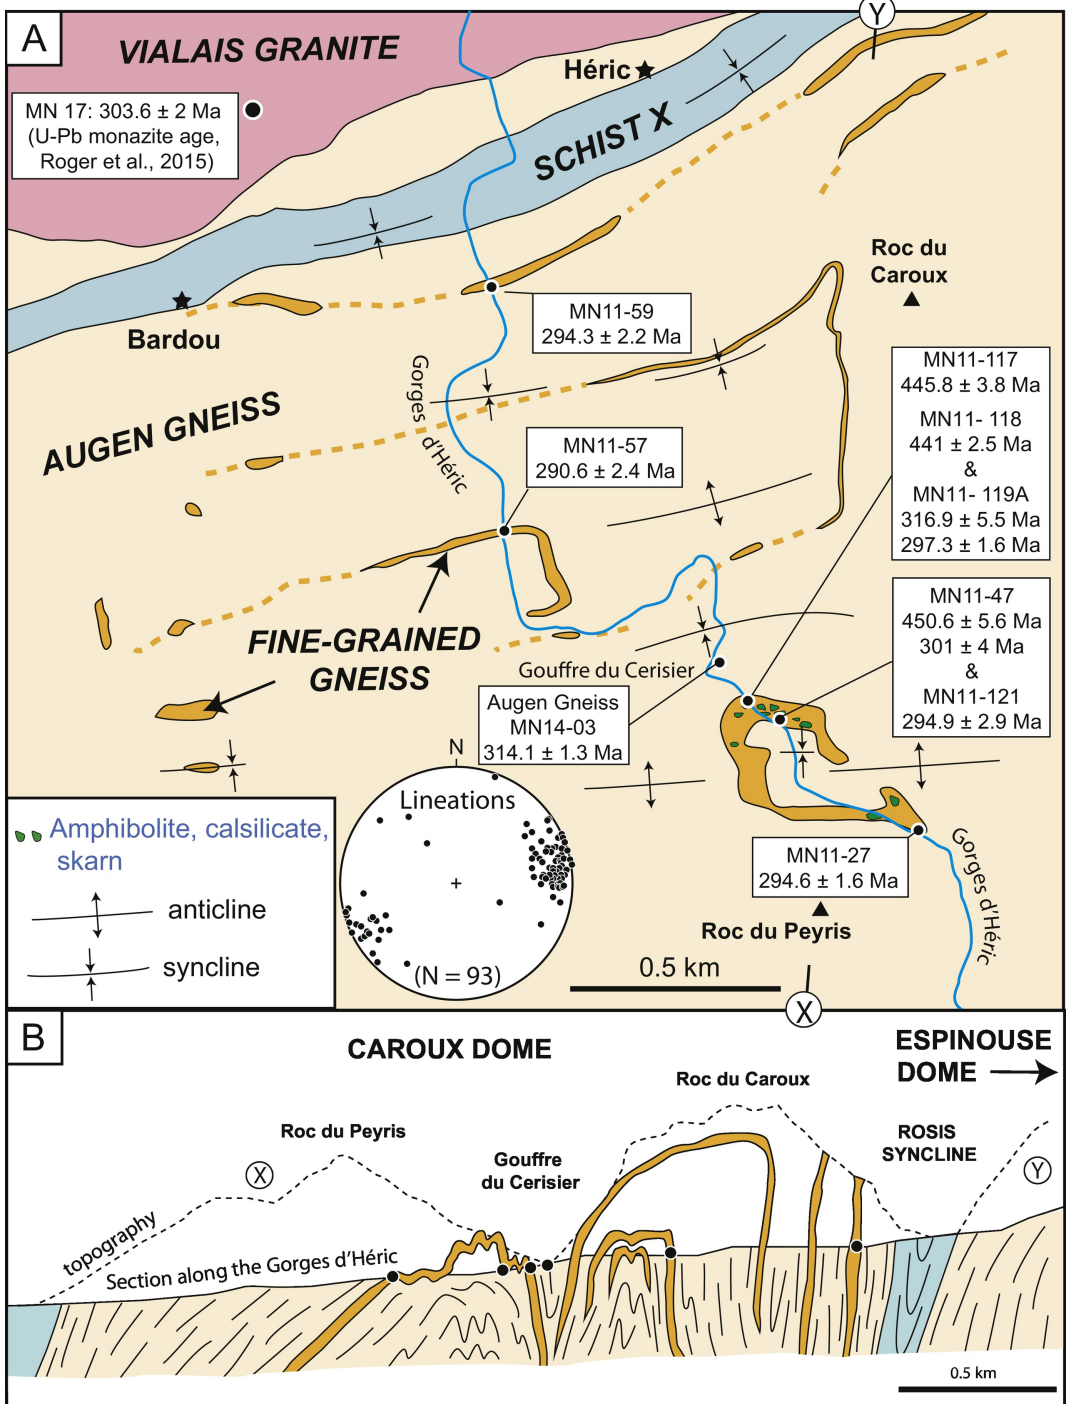 A
VIALAIS GRANITE
Y
Héric
MN 17: 303.6 ± 2 Ma
(U-Pb monazite age,
Roger et al., 2015)
SCHIST X
Roc du
Caroux
Bardou
MN11-59
294.3 ± 2.2 Ma
MN11-117
445.8 ± 3.8 Ma
MN11- 118
441 ± 2.5 Ma
&
MN11- 119A
316.9 ± 5.5 Ma
297.3 ± 1.6 Ma
Gorges d'Héric
AUGEN GNEISS
MN11-57
290.6 ± 2.4 Ma
MN11-47
450.6 ± 5.6 Ma
301 ± 4 Ma
&
MN11-121
294.9 ± 2.9 Ma
FINE-GRAINED
GNEISS
Gouffre du Cerisier
Augen Gneiss
MN14-03
314.1 ± 1.3 Ma
N
Lineations
(N = 93)
Amphibolite, calsilicate,
skarn
anticline
syncline
MN11-27
294.6 ± 1.6 Ma
Gorges d'Héric
Roc du Peyris
0.5 km
X
B
CAROUX DOME
ESPINOUSE
DOME
Roc du Caroux
Roc du Peyris
ROSIS
SYNCLINE
Gouffre
du Cerisier
X
Y
topography
Section along the Gorges d'Héric
0.5 km